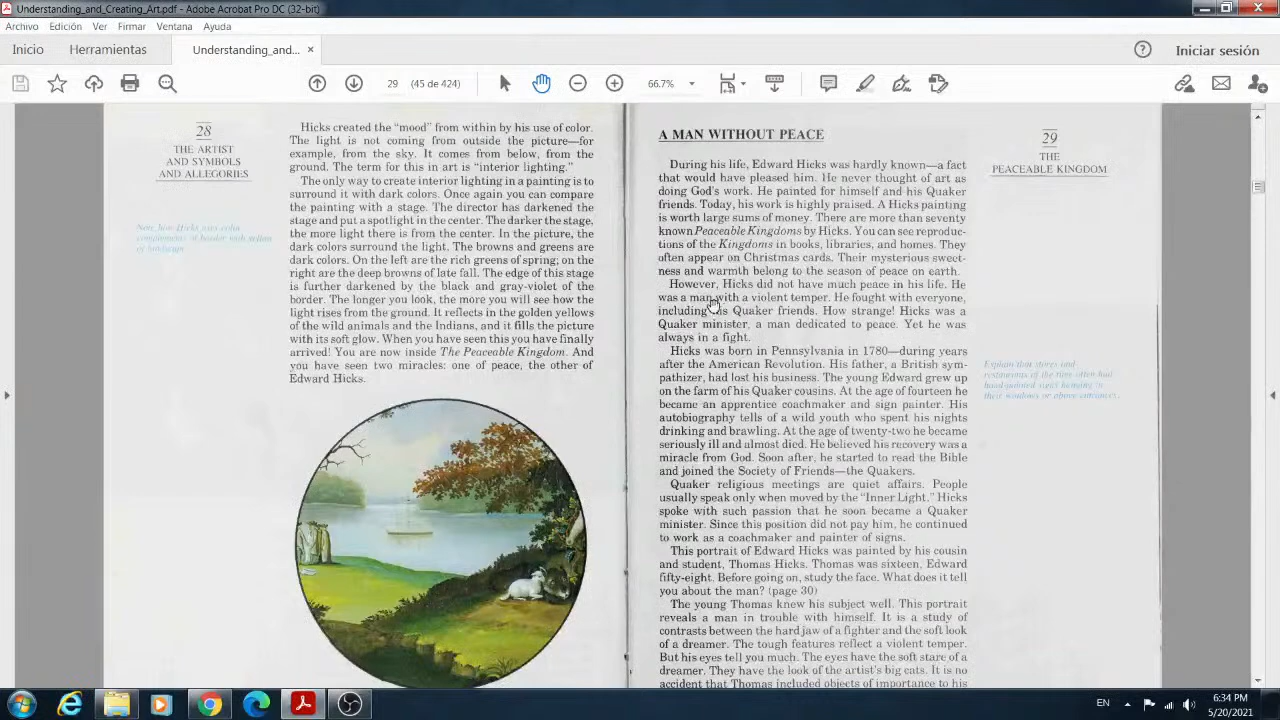 Understanding_and_Creating_Art.pdf - Adobe Acrobat Pro DC (32-bit)
Archivo Edición Ver Firmar Ventana Ayuda
Inicio Herramientas Understanding_and... × Iniciar sesión
29 (45 de 424) 66.7%
28
THE ARTIST
AND SYMBOLS
AND ALLEGORIES
Hicks created the “mood” from within by his use of color.
The light is not coming from outside the picture—for
example, from the sky. It comes from below, from the
ground. The term for this in art is “interior lighting.”
The only way to create interior lighting in a painting is to
surround it with dark colors. Once again you can compare
the painting with a stage. The director has darkened the
stage and put a spotlight in the center. The darker the stage,
the more light there is from the center. In the picture, the
dark colors surround the light. The browns and greens are
dark colors. On the left are the rich greens of spring; on the
right are the deep browns of late fall. The edge of this stage
is further darkened by the black and gray-violet of the
border. The longer you look, the more you will see how the
light rises from the ground. It reflects in the golden yellows
of the wild animals and the Indians, and it fills the picture
with its soft glow. When you have seen this you have finally
arrived! You are now inside The Peaceable Kingdom. And
you have seen two miracles: one of peace, the other of
Edward Hicks.
A MAN WITHOUT PEACE
During his life, Edward Hicks was hardly known—a fact
that would have pleased him. He never thought of art as
doing God's work. He painted for himself and his Quaker
friends. Today, his work is highly praised. A Hicks painting
is worth large sums of money. There are more than seventy
known Peaceable Kingdoms by Hicks. You can see reproduc-
tions of the Kingdoms in books, libraries, and homes. They
often appear on Christmas cards. Their mysterious sweet-
ness and warmth belong to the season of peace on earth.
However, Hicks did not have much peace in his life. He
was a man with a violent temper. He fought with everyone,
including his Quaker friends. How strange! Hicks was a
Quaker minister, a man dedicated to peace. Yet he was
always in a fight.
Hicks was born in Pennsylvania in 1780—during years
after the American Revolution. His father, a British sym-
pathizer, had lost his business. The young Edward grew up
on the farm of his Quaker cousins. At the age of fourteen he
became an apprentice coachmaker and sign painter. His
autobiography tells of a wild youth who spent his nights
drinking and brawling. At the age of twenty-two he became
seriously ill and almost died. He believed his recovery was a
miracle from God. Soon after, he started to read the Bible
and joined the Society of Friends—the Quakers.
Quaker religious meetings are quiet affairs. People
usually speak only when moved by the “Inner Light.” Hicks
spoke with such passion that he soon became a Quaker
minister. Since this position did not pay him, he continued
to work as a coachmaker and painter of signs.
This portrait of Edward Hicks was painted by his cousin
and student, Thomas Hicks. Thomas was sixteen, Edward
fifty-eight. Before going on, study the face. What does it tell
you about the man? (page 30)
The young Thomas knew his subject well. This portrait
reveals a man in trouble with himself. It is a study of
contrasts between the hard jaw of a fighter and the soft look
of a dreamer. The tough features reflect a violent temper.
But his eyes tell you much. The eyes have the soft stare of a
dreamer. They have the look of the artist's big cats. It is no
accident that Thomas included objects of importance to his
29
THE
PEACEABLE KINGDOM
Explain that stores and
restaurants of the time often had
hand-painted signs hanging in
their windows or above entrances.
EN 6:34 PM
5/20/2021